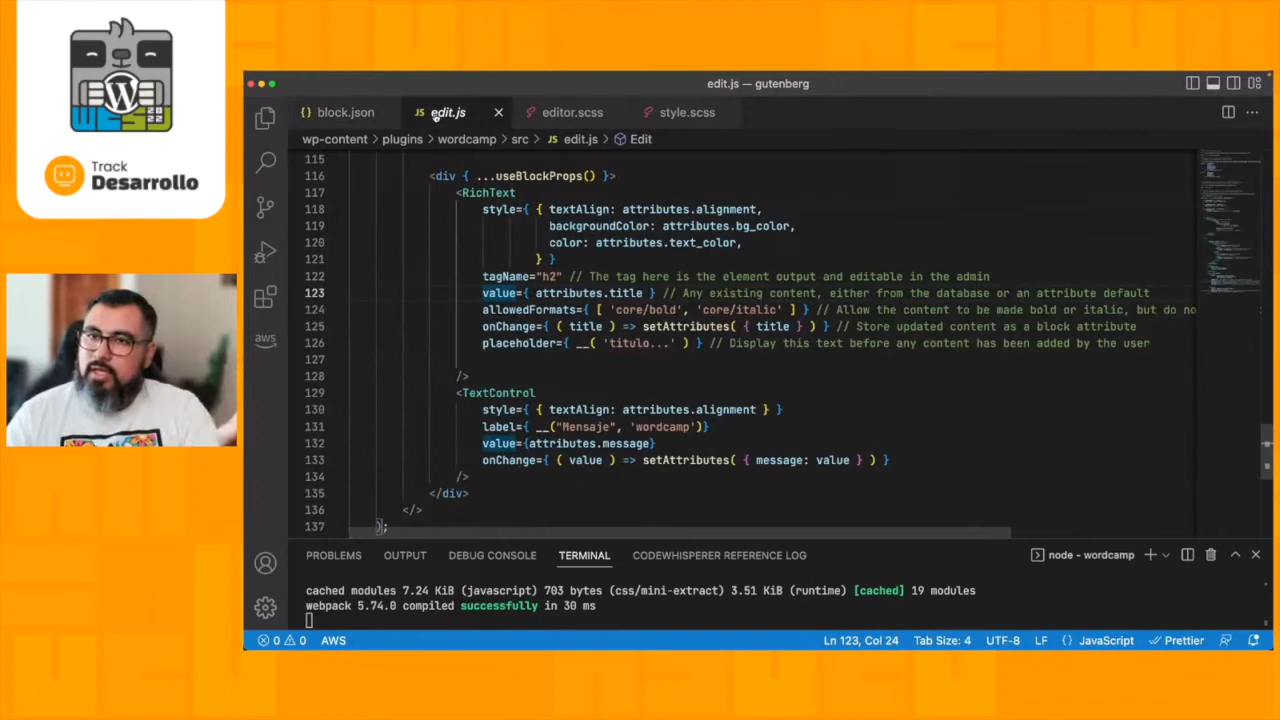 WCES
2022
Track
Desarrollo
edit.js — gutenberg
{} block.json
JS edit.js
editor.scss
style.scss
wp-content > plugins > wordcamp > src > JS edit.js > Edit
115
116 <div { ...useBlockProps() }>
117 <RichText
118 style={ { textAlign: attributes.alignment,
119 backgroundColor: attributes.bg_color,
120 color: attributes.text_color,
121 } }
122 tagName="h2" // The tag here is the element output and editable in the admin
123 value={ attributes.title } // Any existing content, either from the database or an attribute default
124 allowedFormats={ [ 'core/bold', 'core/italic' ] } // Allow the content to be made bold or italic, but do no
125 onChange={ ( title ) => setAttributes( { title } ) } // Store updated content as a block attribute
126 placeholder={ __( 'titulo...' ) } // Display this text before any content has been added by the user
127
128 />
129 <TextControl
130 style={ { textAlign: attributes.alignment } }
131 label={ __("Mensaje", 'wordcamp')}
132 value={attributes.message}
133 onChange={ ( value ) => setAttributes( { message: value } ) }
134 />
135 </div>
136 </>
137 );
aws
PROBLEMS OUTPUT DEBUG CONSOLE TERMINAL CODEWHISPERER REFERENCE LOG
node - wordcamp
cached modules 7.24 KiB (javascript) 703 bytes (css/mini-extract) 3.51 KiB (runtime) [cached] 19 modules
webpack 5.74.0 compiled successfully in 30 ms
0 0 AWS Ln 123, Col 24 Tab Size: 4 UTF-8 LF {} JavaScript Prettier